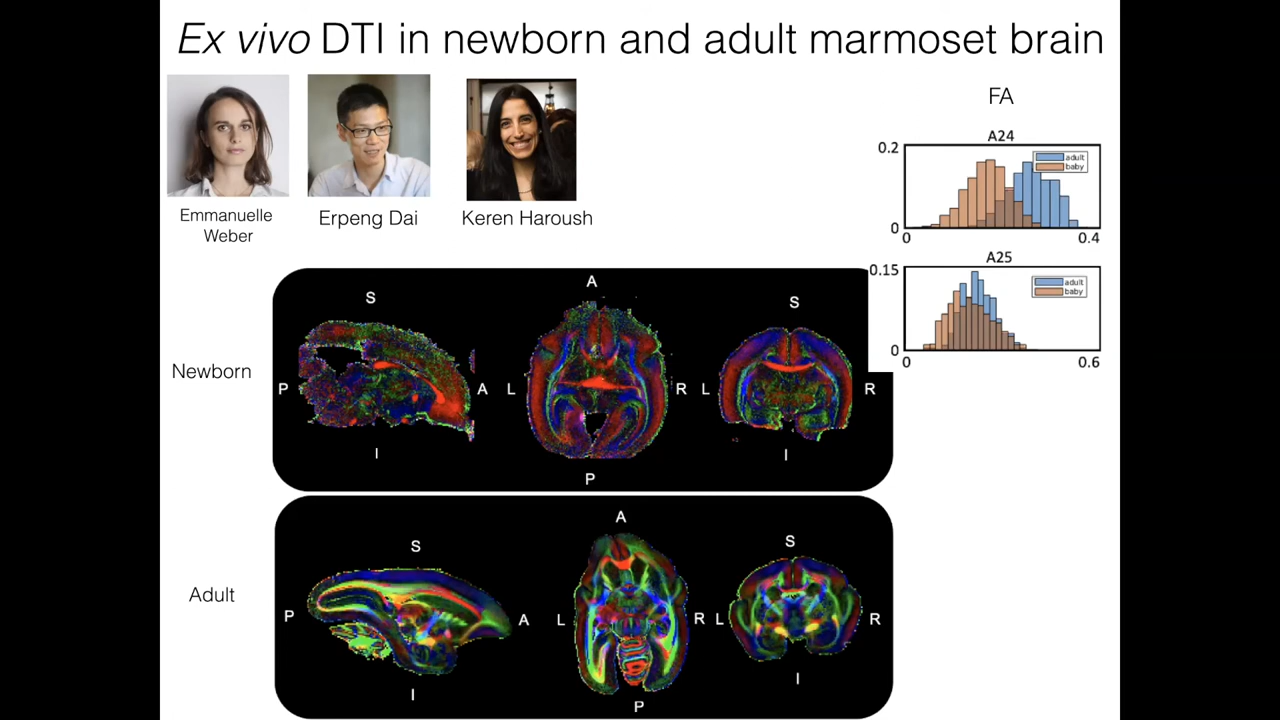 Ex vivo DTI in newborn and adult marmoset brain
Emmanuelle
Weber
Erpeng Dai
Keren Haroush
FA
A24
0.2
adult
baby
0
0
0.4
A25
0.15
adult
baby
0
0
0.6
Newborn
S
P
A
I
A
L
R
P
S
L
R
I
Adult
S
P
A
I
A
L
R
P
S
L
R
I